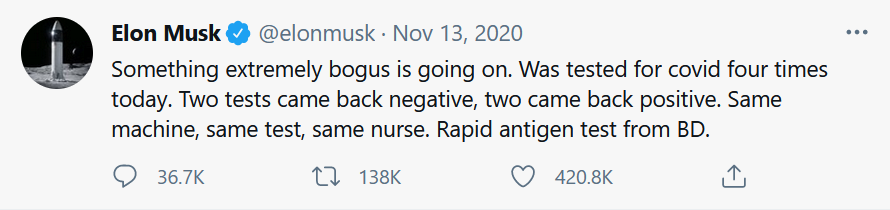 Elon Musk @elonmusk · Nov 13, 2020
Something extremely bogus is going on. Was tested for covid four times
today. Two tests came back negative, two came back positive. Same
machine, same test, same nurse. Rapid antigen test from BD.
36.7K 138K 420.8K